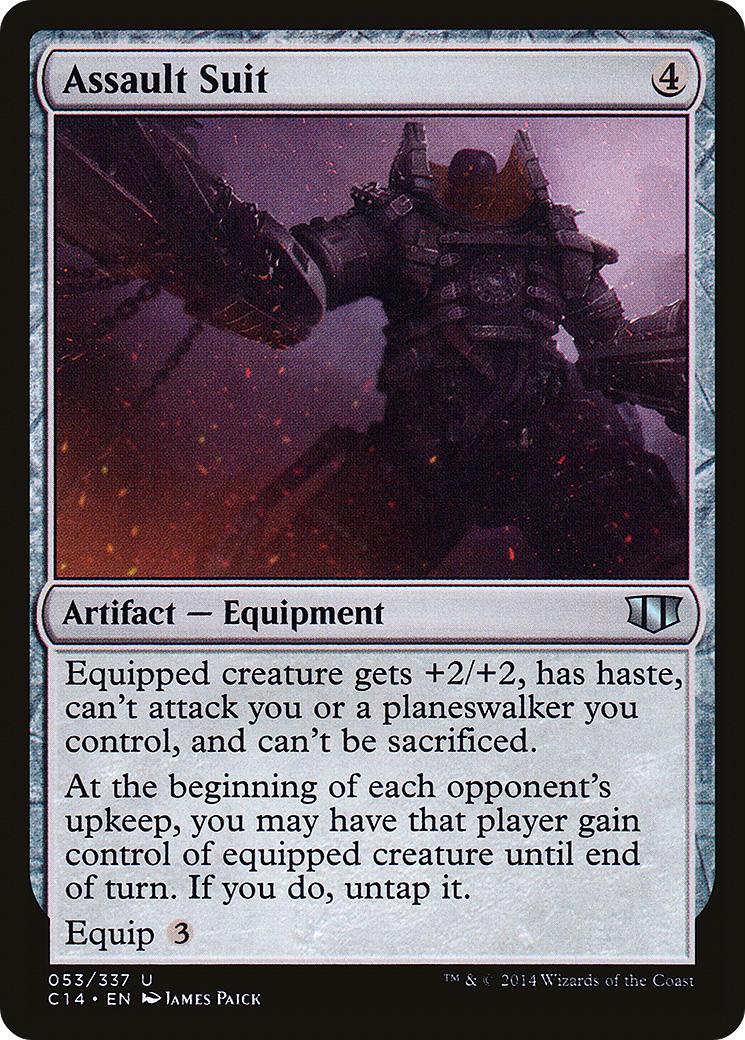 Assault Suit 4
Artifact — Equipment
Equipped creature gets +2/+2, has haste,
can't attack you or a planeswalker you
control, and can't be sacrificed.
At the beginning of each opponent's
upkeep, you may have that player gain
control of equipped creature until end
of turn. If you do, untap it.
Equip 3
053/337 U
™ & © 2014 Wizards of the Coast
C14 • EN James Paick